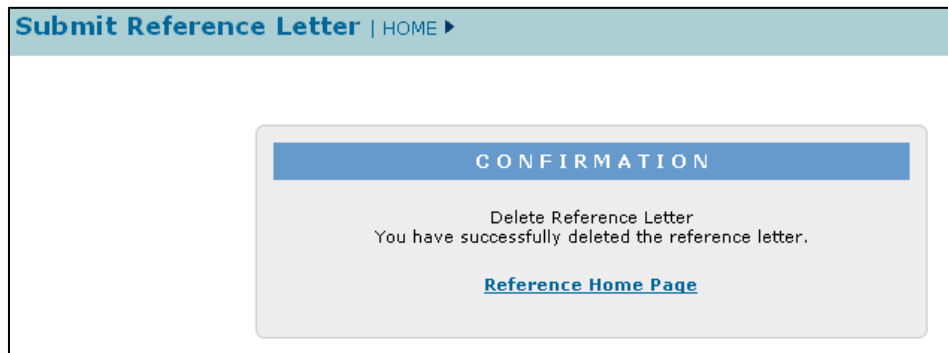 Submit Reference Letter | HOME
CONFIRMATION
Delete Reference Letter
You have successfully deleted the reference letter.
Reference Home Page